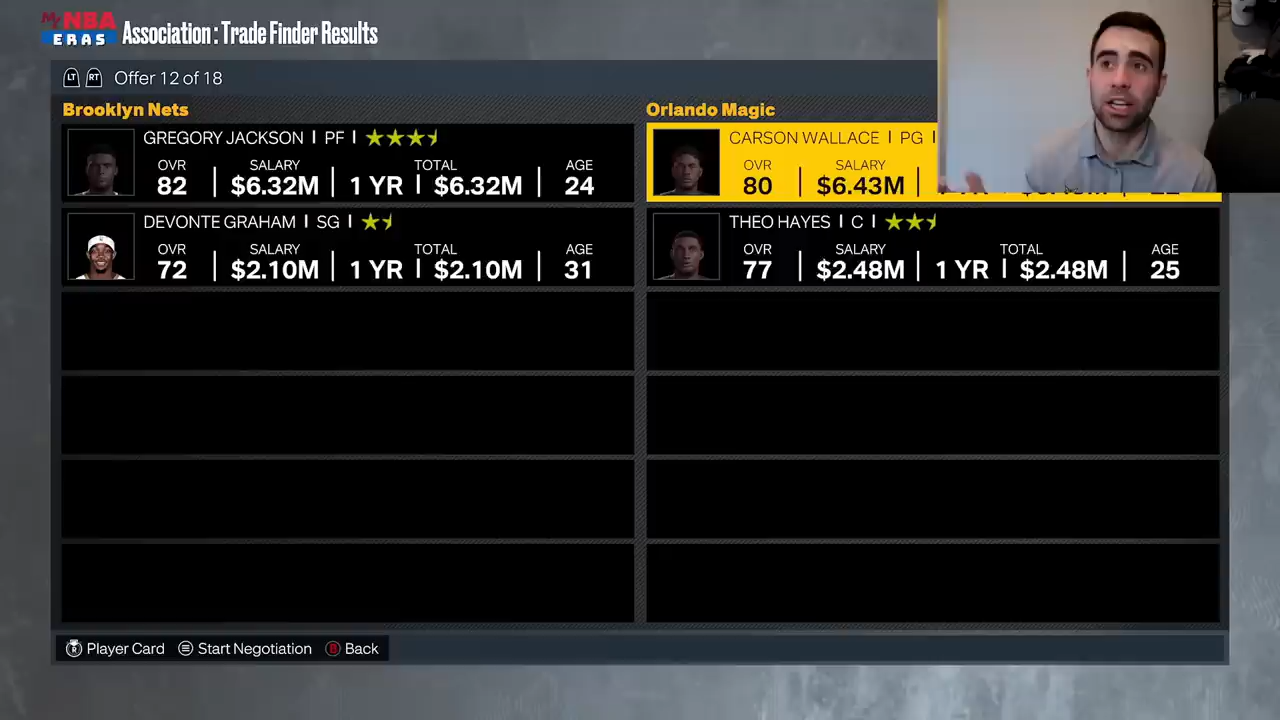 My NBA
ERAS
Association : Trade Finder Results
LT RT Offer 12 of 18
Brooklyn Nets
GREGORY JACKSON | PF |
OVR SALARY TOTAL AGE
82 | $6.32M | 1 YR | $6.32M | 24
DEVONTE GRAHAM | SG |
OVR SALARY TOTAL AGE
72 | $2.10M | 1 YR | $2.10M | 31
Orlando Magic
CARSON WALLACE | PG |
OVR SALARY
80 | $6.43M |
THEO HAYES | C |
OVR SALARY TOTAL AGE
77 | $2.48M | 1 YR | $2.48M | 25
R Player Card Start Negotiation B Back